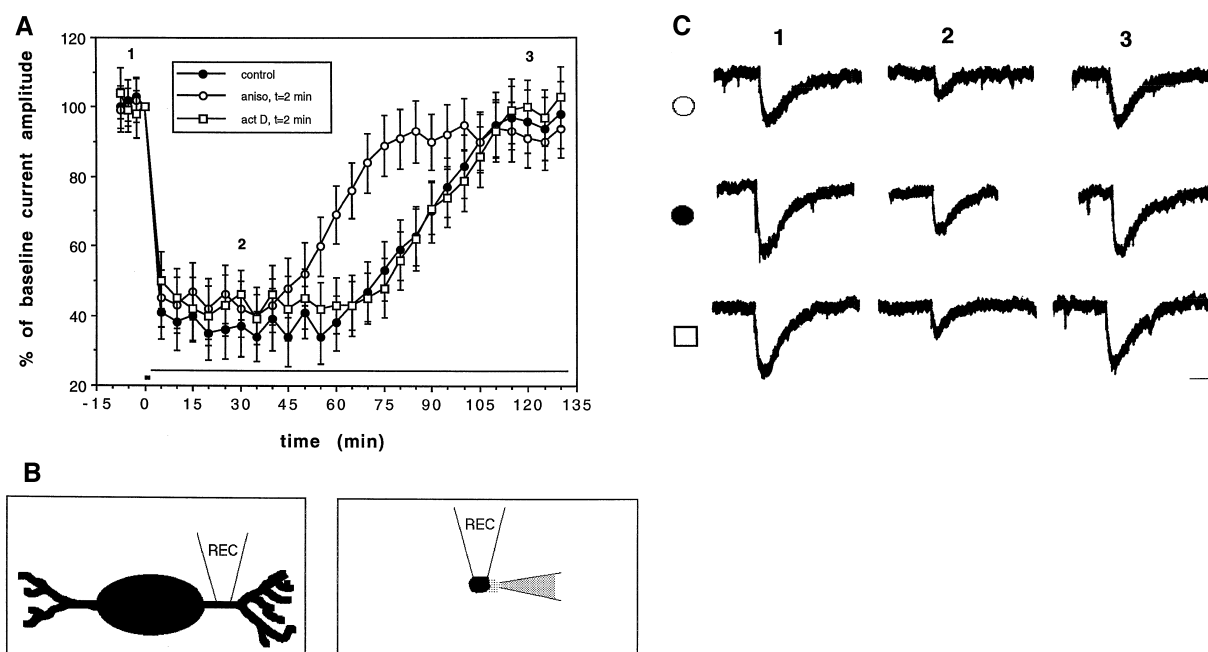 A
C
120
1
3
1
2
3
control
aniso, t=2 min
act D, t=2 min
100
80
60
2
40
20
% of baseline current amplitude
-15 0 15 30 45 60 75 90 105 120 135
time (min)
B
REC
REC